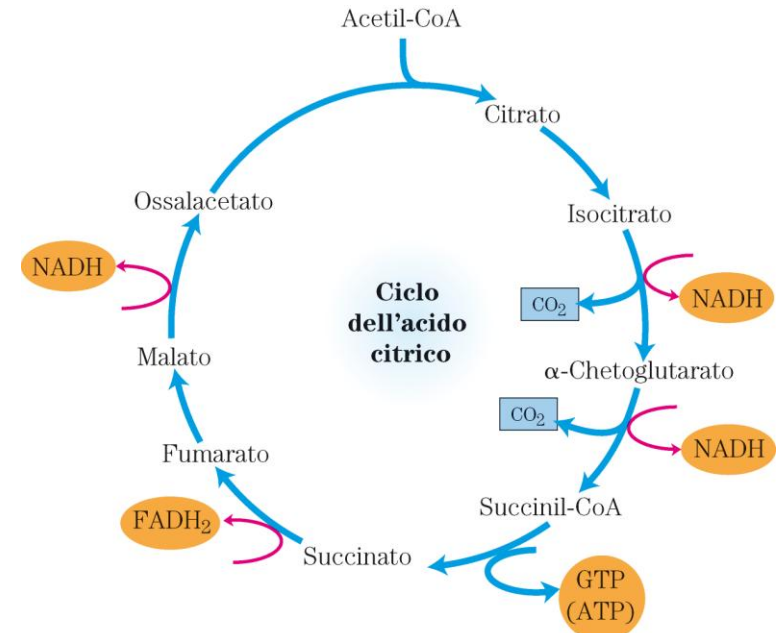 Acetil-CoA
Citrato
Isocitrato
NADH
CO₂
α-Chetoglutarato
CO₂
NADH
Succinil-CoA
GTP
(ATP)
Succinato
FADH₂
Fumarato
Malato
NADH
Ossalacetato
Ciclo
dell'acido
citrico